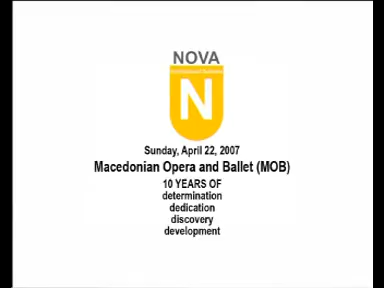 NOVA
N
Sunday, April 22, 2007
Macedonian Opera and Ballet (MOB)
10 YEARS OF
determination
dedication
discovery
development